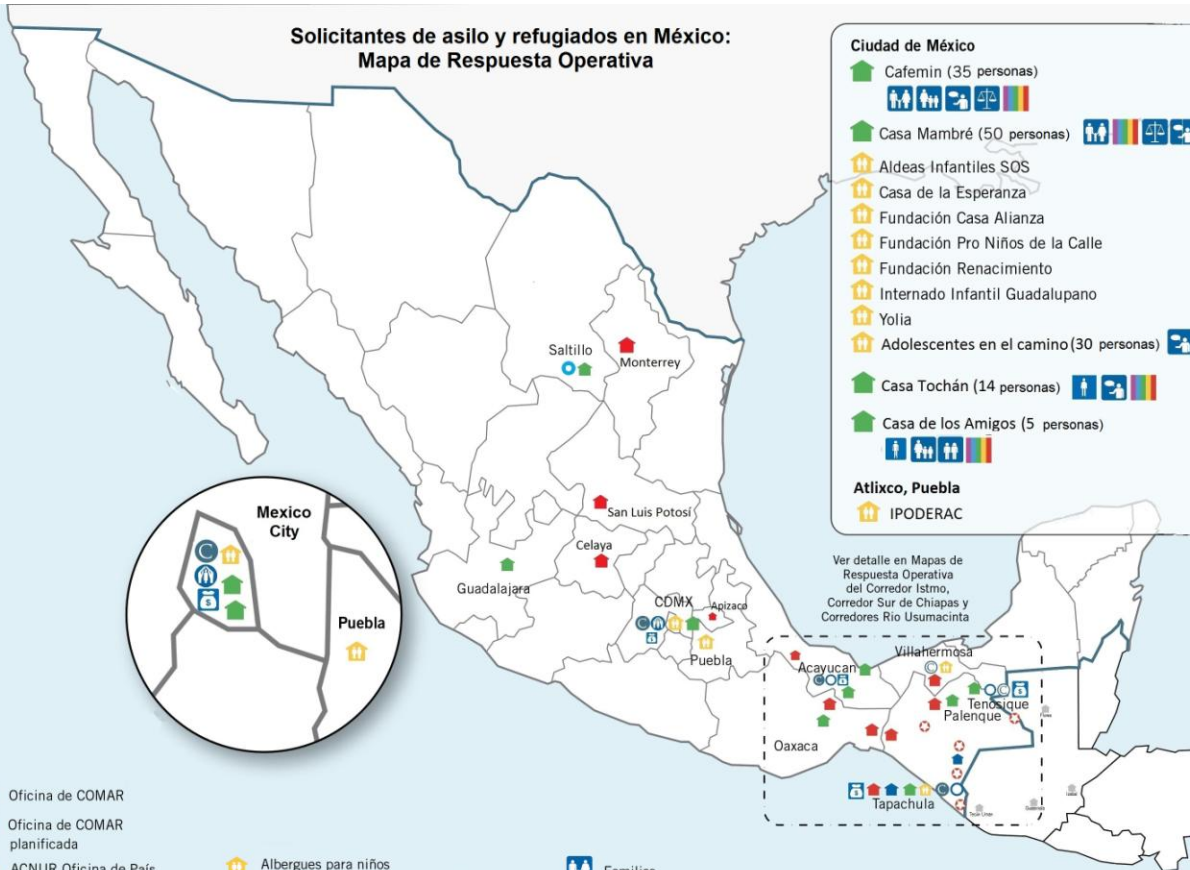 Solicitantes de asilo y refugiados en México:
Mapa de Respuesta Operativa
Ciudad de México
Cafemin (35 personas)
Casa Mambré (50 personas)
Aldeas Infantiles SOS
Casa de la Esperanza
Fundación Casa Alianza
Fundación Pro Niños de la Calle
Fundación Renacimiento
Internado Infantil Guadalupano
Yolia
Adolescentes en el camino (30 personas)
Casa Tochán (14 personas)
Casa de los Amigos (5 personas)
Atlixco, Puebla
IPODERAC
Saltillo
Monterrey
San Luis Potosí
Celaya
Guadalajara
CDMX
Apizaco
Puebla
Mexico
City
Puebla
Ver detalle en Mapas de
Respuesta Operativa
del Corredor Istmo,
Corredor Sur de Chiapas y
Corredores Rio Usumacinta
Villahermosa
Acayucan
Tenosique
Palenque
Oaxaca
Tapachula
Oficina de COMAR
Oficina de COMAR
planificada
ACNUR Oficina de País
Albergues para niños
Familias